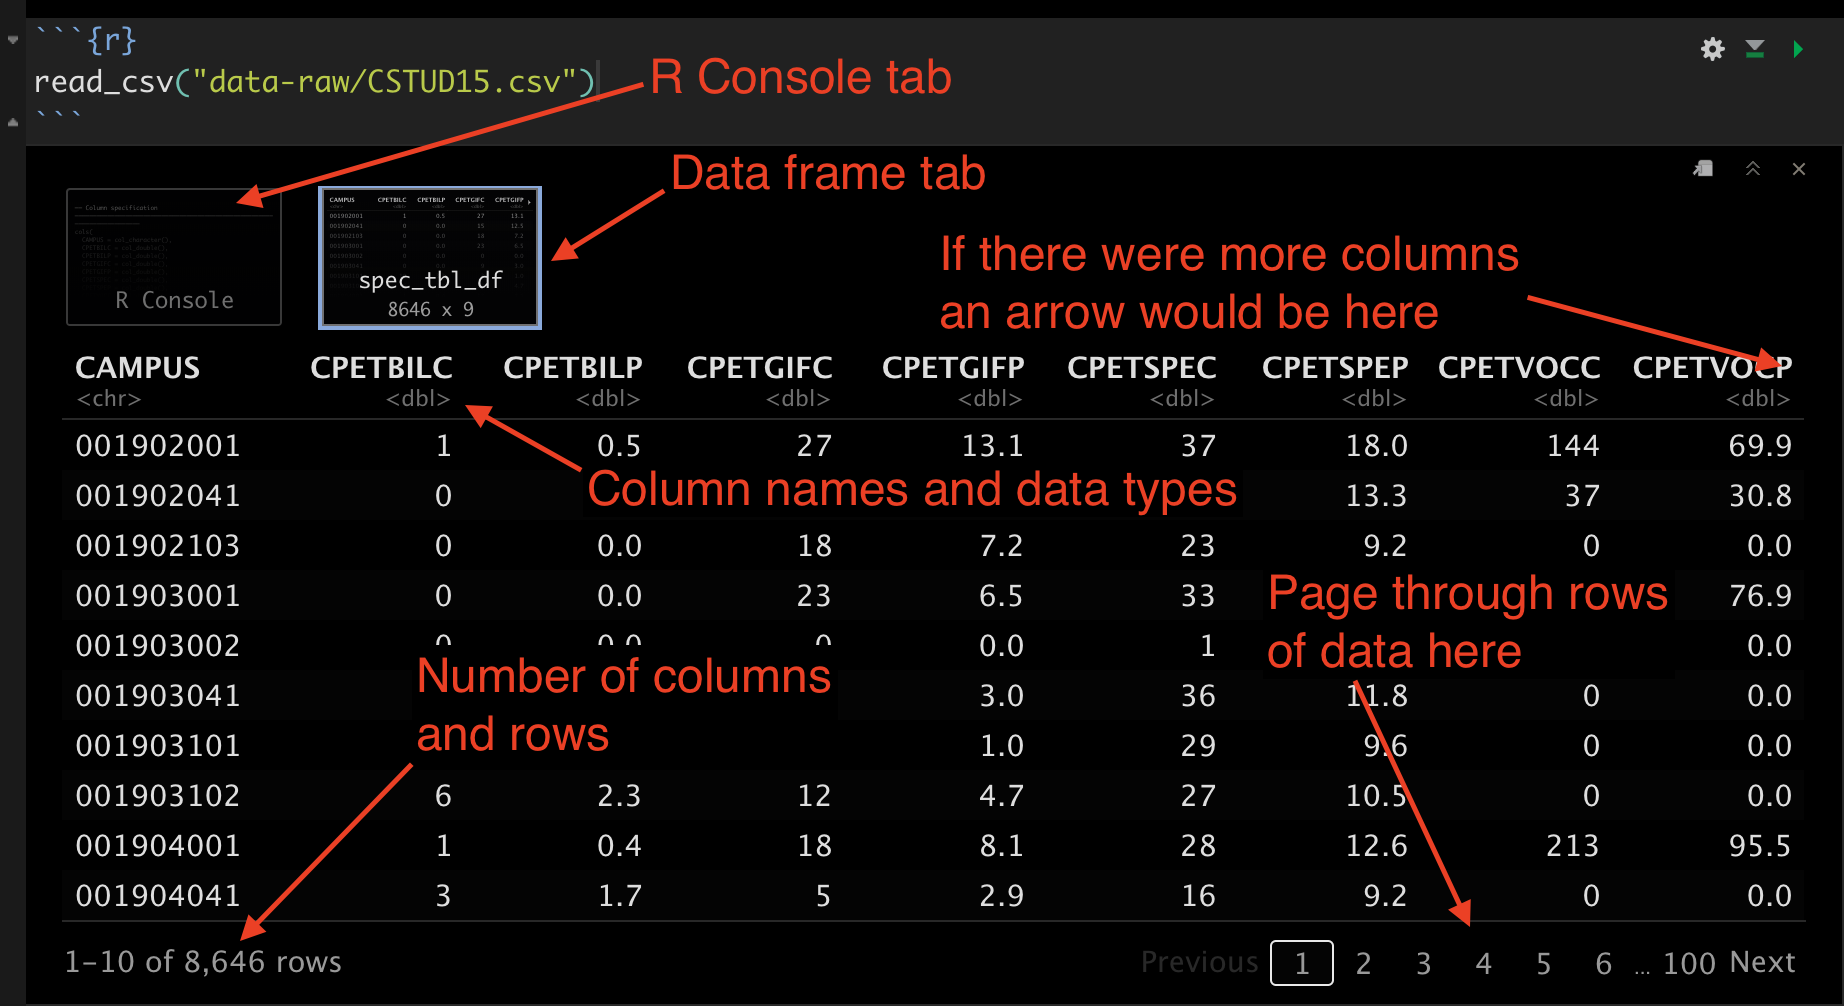 ```{r}
read_csv("data-raw/CSTUD15.csv")
```
R Console tab
Data frame tab
If there were more columns
an arrow would be here
R Console
spec_tbl_df
8646 x 9
CAMPUS CPETBILC CPETBILP CPETGIFC CPETGIFP CPETSPEC CPETSPEP CPETVOCC CPETVOCP
<chr> <dbl> <dbl> <dbl> <dbl> <dbl> <dbl> <dbl> <dbl>
001902001 1 0.5 27 13.1 37 18.0 144 69.9
Column names and data types
001902041 0 13.3 37 30.8
001902103 0 0.0 18 7.2 23 9.2 0 0.0
001903001 0 0.0 23 6.5 33 76.9
Page through rows
of data here
001903002 0.0 1 0.0
Number of columns
and rows
001903041 3.0 36 11.8 0 0.0
001903101 1.0 29 9.6 0 0.0
001903102 6 2.3 12 4.7 27 10.5 0 0.0
001904001 1 0.4 18 8.1 28 12.6 213 95.5
001904041 3 1.7 5 2.9 16 9.2 0 0.0
1-10 of 8,646 rows
Previous 1 2 3 4 5 6 ... 100 Next